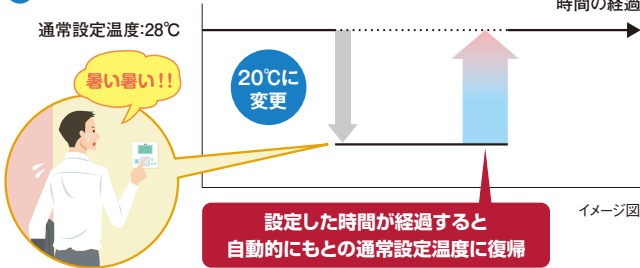 時間の経過
通常設定温度:28℃
暑い暑い!!
20℃に
変更
設定した時間が経過すると
自動的にもとの通常設定温度に復帰
イメージ図